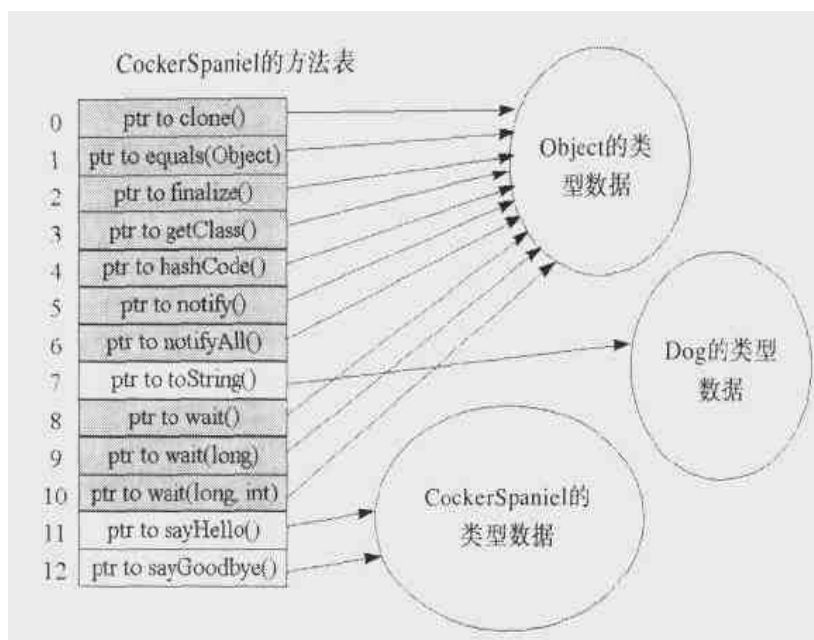 CockerSpaniel的方法表
0 ptr to clone()
1 ptr to equals(Object)
2 ptr to finalize()
3 ptr to getClass()
4 ptr to hashCode()
5 ptr to notify()
6 ptr to notifyAll()
7 ptr to toString()
8 ptr to wait()
9 ptr to wait(long)
10 ptr to wait(long, int)
11 ptr to sayHello()
12 ptr to sayGoodbye()
Object的类
型数据
Dog的类型
数据
CockerSpaniel的
类型数据